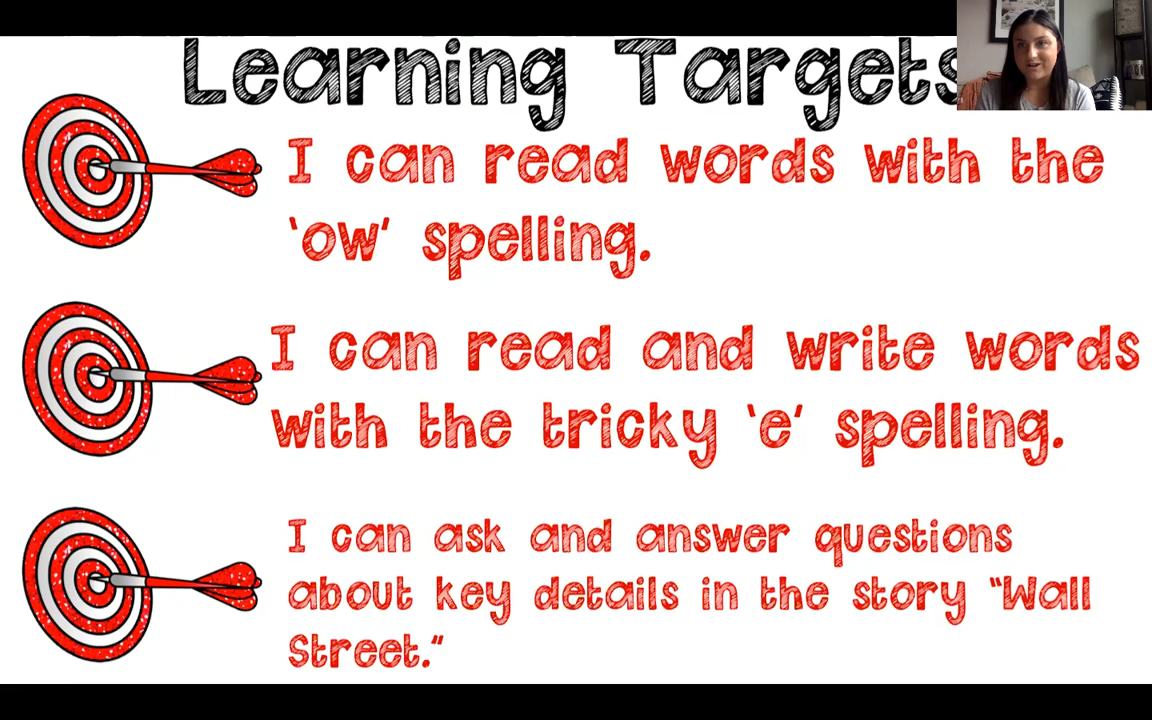 Learning Targets
I can read words with the
'ow' spelling.
I can read and write words
with the tricky 'e' spelling.
I can ask and answer questions
about key details in the story "Wall
Street."